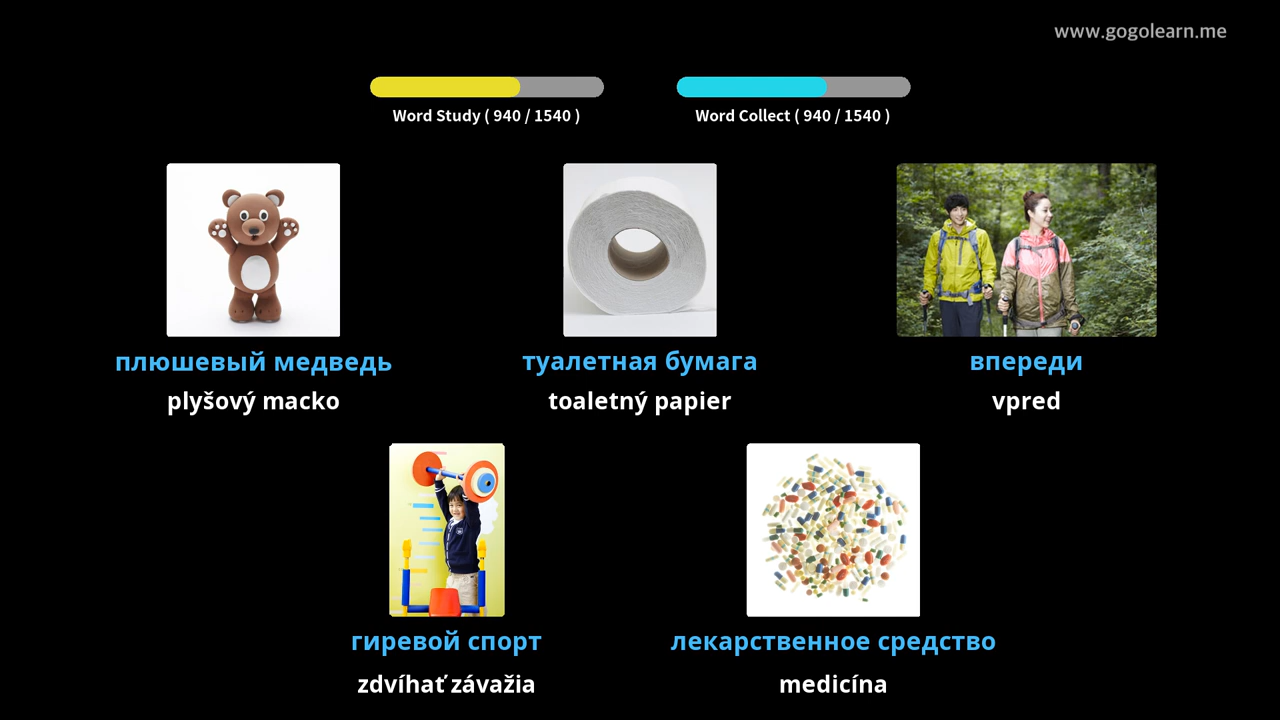 www.gogolearn.me
Word Study ( 940 / 1540 )
Word Collect ( 940 / 1540 )
плюшевый медведь
plyšový macko
туалетная бумага
toaletný papier
впереди
vpred
гиревой спорт
zdvíhať závažia
лекарственное средство
medicína